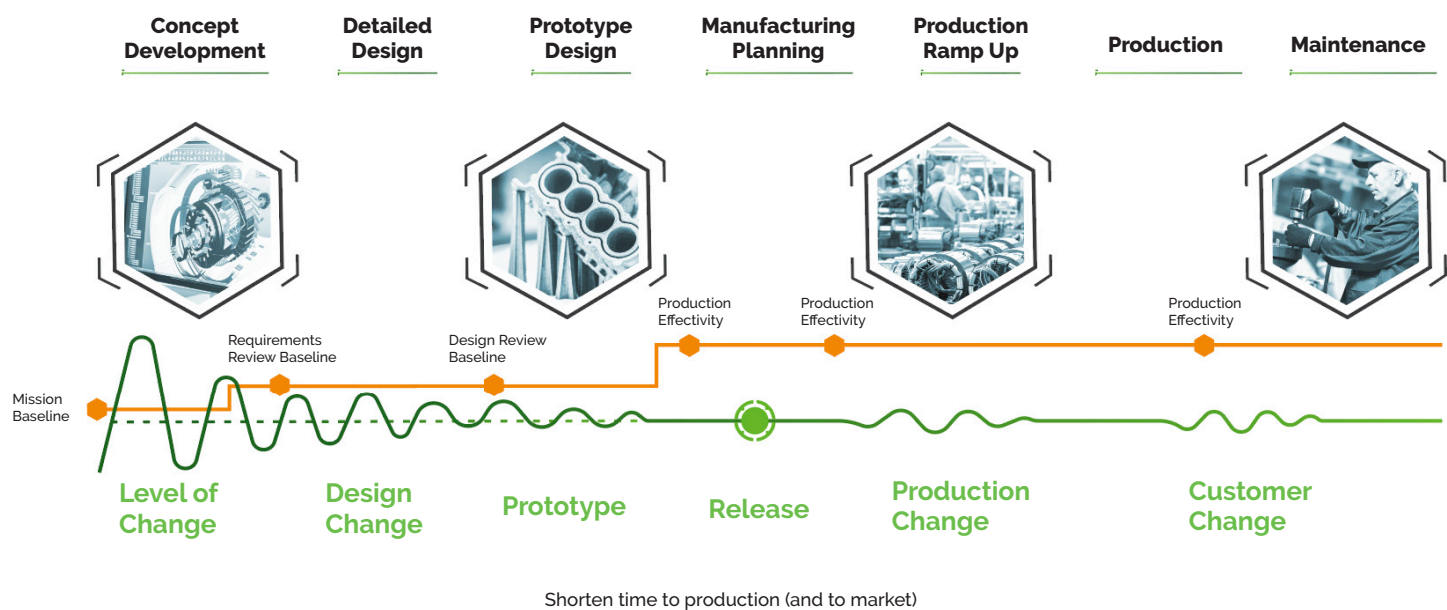 Concept
Development
Detailed
Design
Prototype
Design
Manufacturing
Planning
Production
Ramp Up
Production
Maintenance
Mission
Baseline
Requirements
Review Baseline
Design Review
Baseline
Production
Effectivity
Production
Effectivity
Production
Effectivity
Level of
Change
Design
Change
Prototype
Release
Production
Change
Customer
Change
Shorten time to production (and to market)